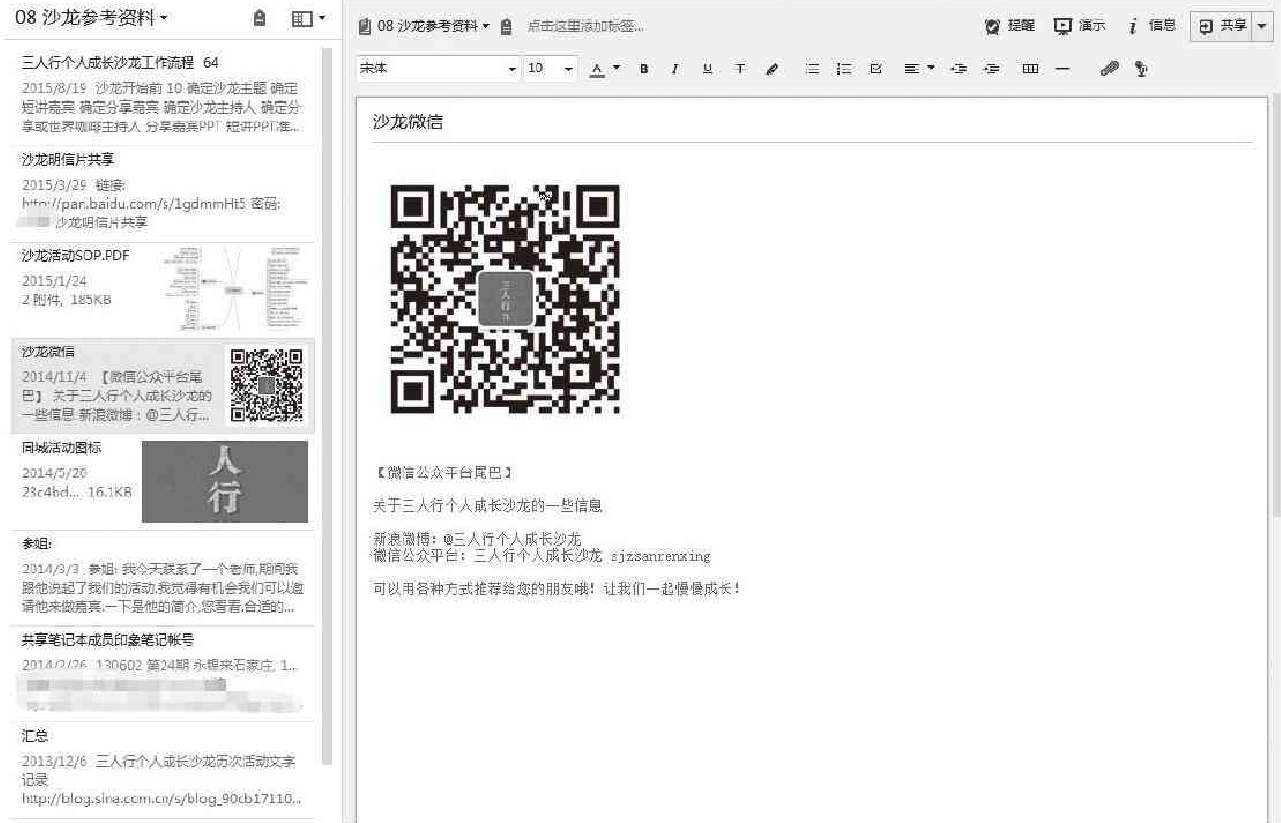 08 沙龙参考资料
三人行个人成长沙龙工作流程 64
2015/8/19 沙龙开始前 10 确定沙龙主题 确定
短讲嘉宾 确定分享嘉宾 确定沙龙主持人 确定分
享或世界咖啡主持人 分享嘉宾PPT 短讲PPT准...
沙龙明信片共享
2015/3/29 链接:
http://pan.baidu.com/s/1gdmmHt5 密码:
沙龙明信片共享
沙龙活动SOP.PDF
2015/1/24
2 附件, 185KB
沙龙微信
2014/11/4 【微信公众平台尾
巴】 关于三人行个人成长沙龙的
一些信息 新浪微博：@三人行...
同城活动图标
2014/5/20
23c4bd... 16.1KB
人
行
参姐:
2014/3/3 参姐: 我今天联系了一个老师,期间我
跟他说起了我们的活动.我觉得有机会我们可以邀
请他来做嘉宾.一下是他的简介,您看看.合适的...
共享笔记本成员印象笔记帐号
2014/2/26 130602 第24期 永锡来石家庄, 1...
汇总
2013/12/6 三人行个人成长沙龙历次活动文字
记录
http://blog.sina.com.cn/s/blog_90cb17110...
08 沙龙参考资料 点击这里添加标签... 提醒 演示 信息 共享
宋体 10
沙龙微信
三人行
【微信公众平台尾巴】
关于三人行个人成长沙龙的一些信息
新浪微博: @三人行个人成长沙龙
微信公众平台: 三人行个人成长沙龙 sjzsanrenxing
可以用各种方式推荐给您的朋友哦! 让我们一起慢慢成长!